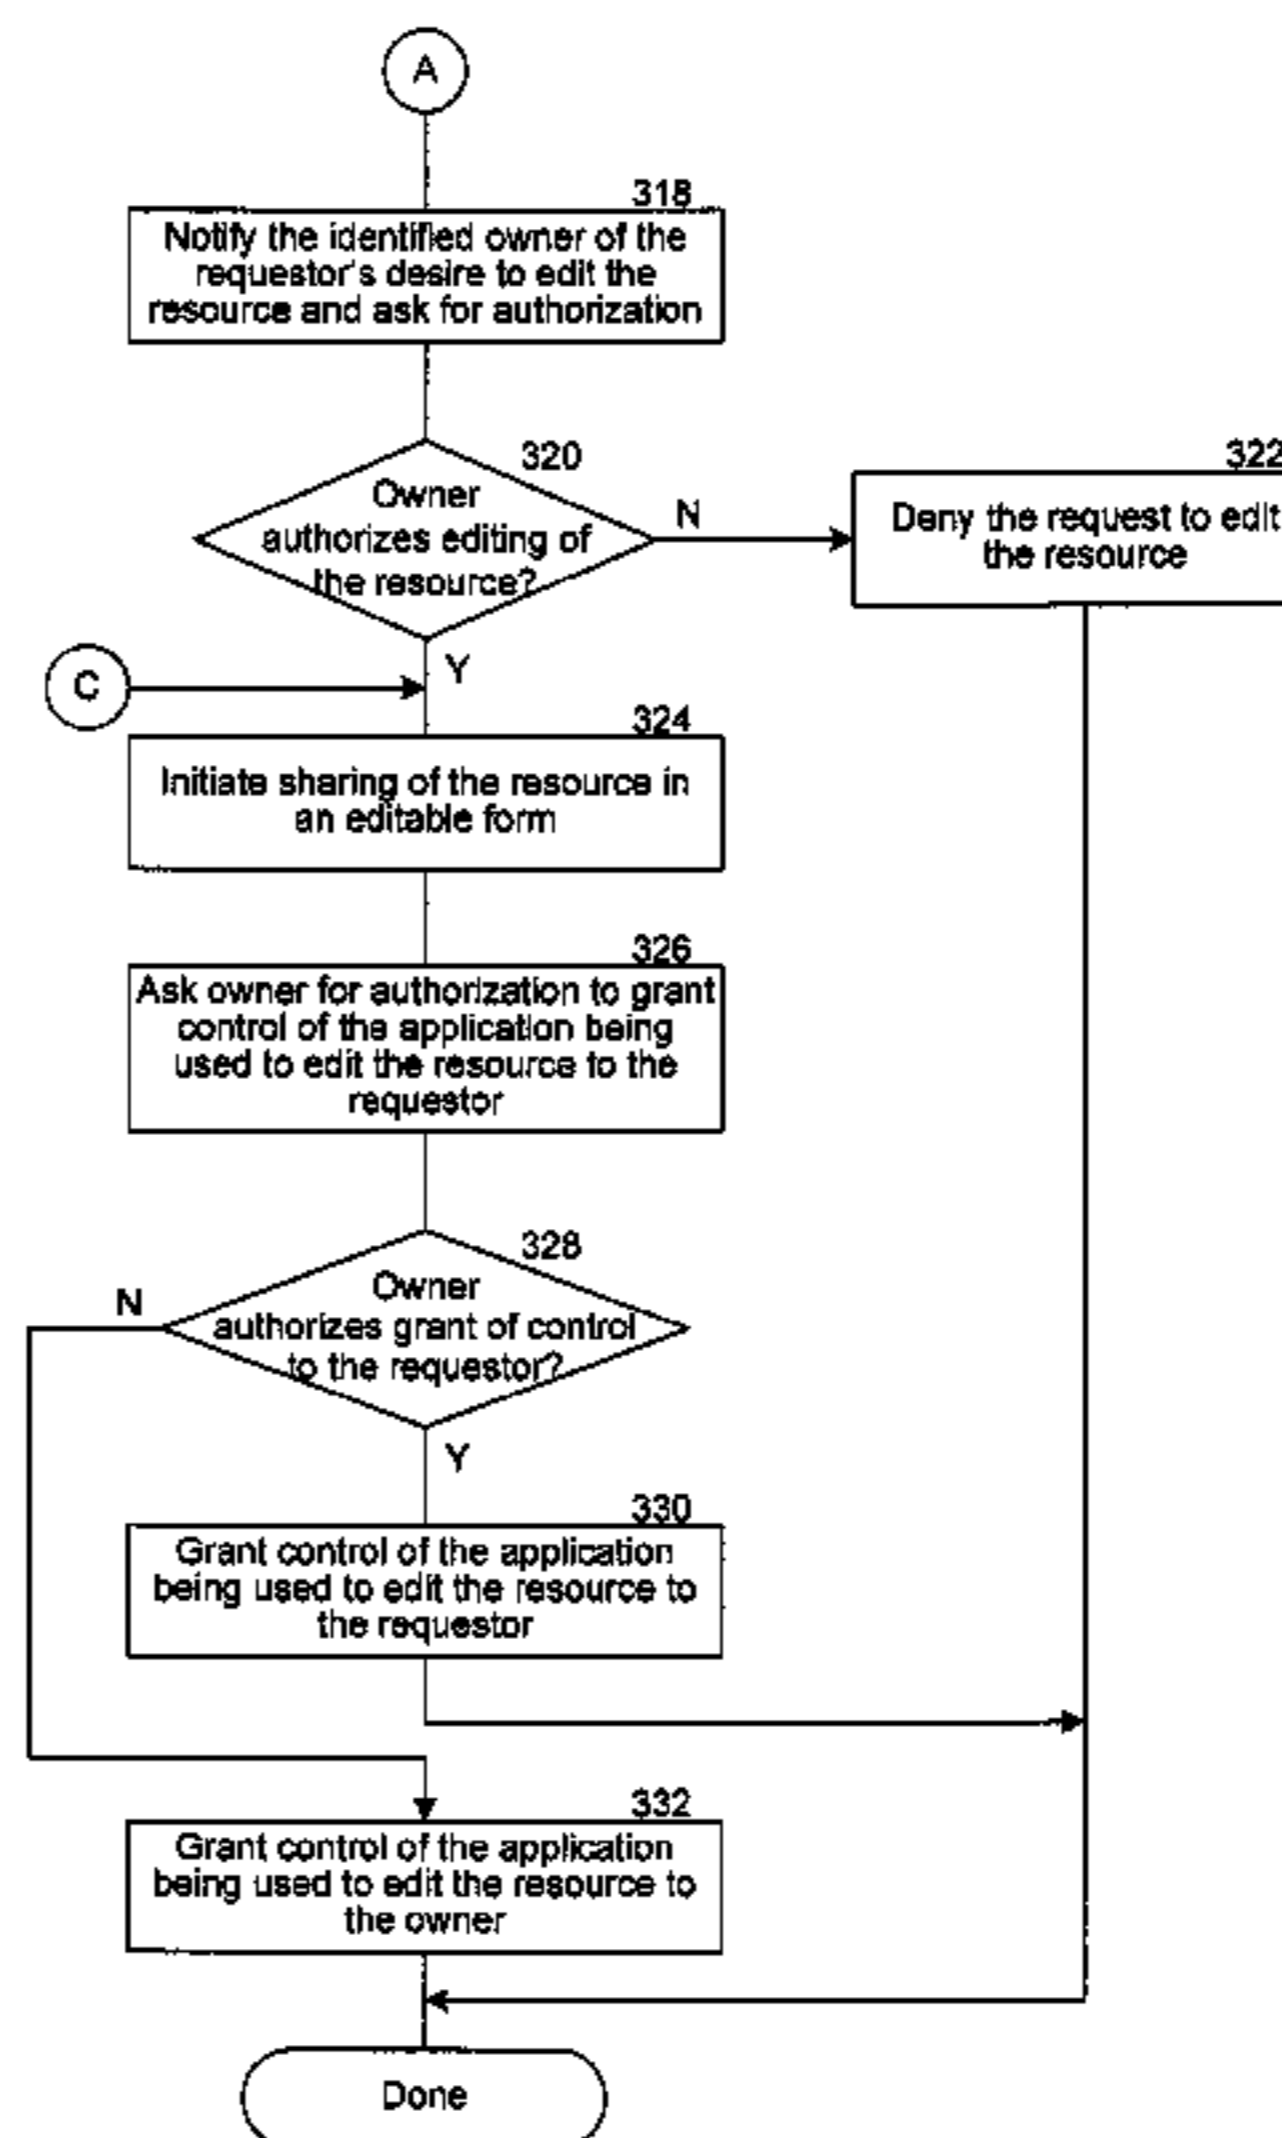 A
318
Notify the identified owner of the
requestor's desire to edit the
resource and ask for authorization
320
Owner
authorizes editing of
the resource?
N
322
Deny the request to edit
the resource
Y
C
324
Initiate sharing of the resource in
an editable form
326
Ask owner for authorization to grant
control of the application being
used to edit the resource to the
requestor
328
Owner
authorizes grant of control
to the requestor?
N
Y
330
Grant control of the application
being used to edit the resource to
the requestor
332
Grant control of the application
being used to edit the resource to
the owner
Done